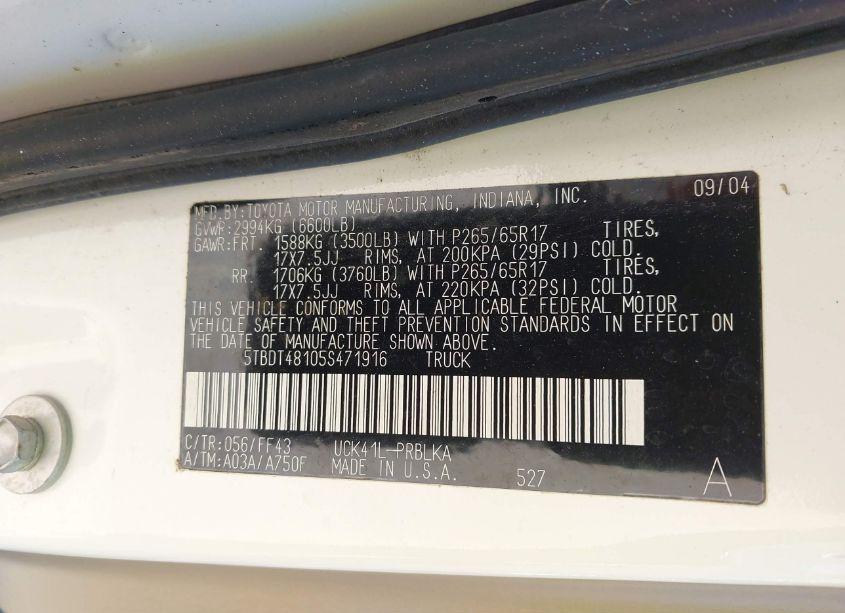 MFD. BY: TOYOTA MOTOR MANUFACTURING, INDIANA, INC. 09/04
GVWR: 2994KG (6600LB)
GAWR: FRT. 1588KG (3500LB) WITH P265/65R17 TIRES,
17X7.5JJ RIMS, AT 200KPA (29PSI) COLD.
RR. 1706KG (3760LB) WITH P265/65R17 TIRES,
17X7.5JJ RIMS, AT 220KPA (32PSI) COLD.
THIS VEHICLE CONFORMS TO ALL APPLICABLE FEDERAL MOTOR
VEHICLE SAFETY AND THEFT PREVENTION STANDARDS IN EFFECT ON
THE DATE OF MANUFACTURE SHOWN ABOVE.
5TBDT48105S471916 TRUCK
C/TR: 056/FF43 UCK41L-PRBLKA
A/TM: A03A/A750F MADE IN U.S.A. 527 A